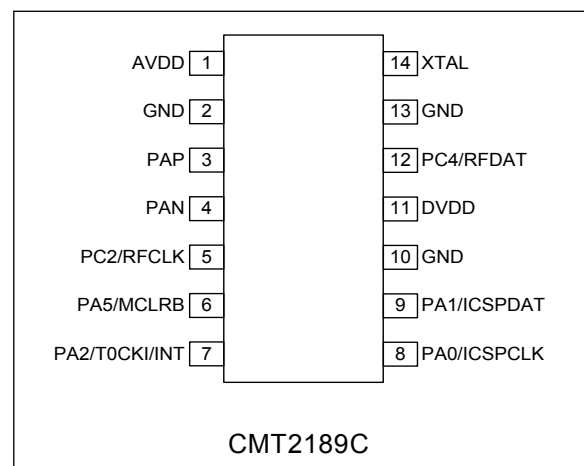 AVDD 1 14 XTAL
GND 2 13 GND
PAP 3 12 PC4/RFDAT
PAN 4 11 DVDD
PC2/RFCLK 5 10 GND
PA5/MCLRB 6 9 PA1/ICSPDAT
PA2/T0CKI/INT 7 8 PA0/ICSPCLK
CMT2189C